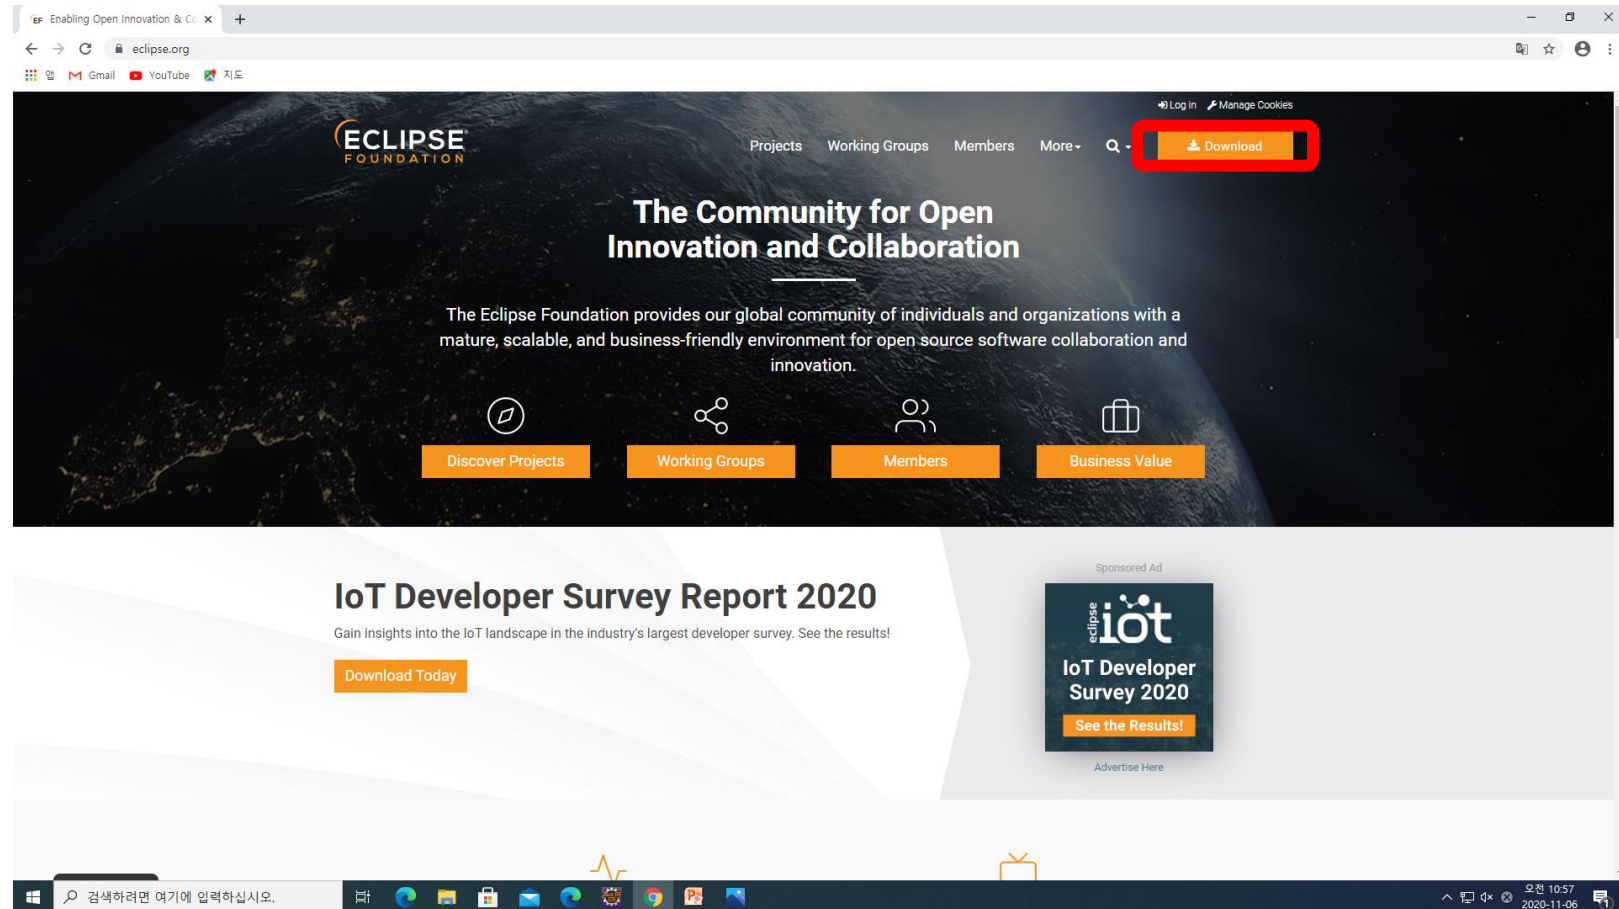 EF Enabling Open Innovation & Co
eclipse.org
앱 Gmail YouTube 지도
Log in Manage Cookies
ECLIPSE
FOUNDATION
Projects Working Groups Members More Download
The Community for Open
Innovation and Collaboration
The Eclipse Foundation provides our global community of individuals and organizations with a
mature, scalable, and business-friendly environment for open source software collaboration and
innovation.
Discover Projects Working Groups Members Business Value
IoT Developer Survey Report 2020
Gain insights into the IoT landscape in the industry's largest developer survey. See the results!
Download Today
Sponsored Ad
eclipse
iot
IoT Developer
Survey 2020
See the Results!
Advertise Here
검색하려면 여기에 입력하십시오.
오전 10:57
2020-11-06
1